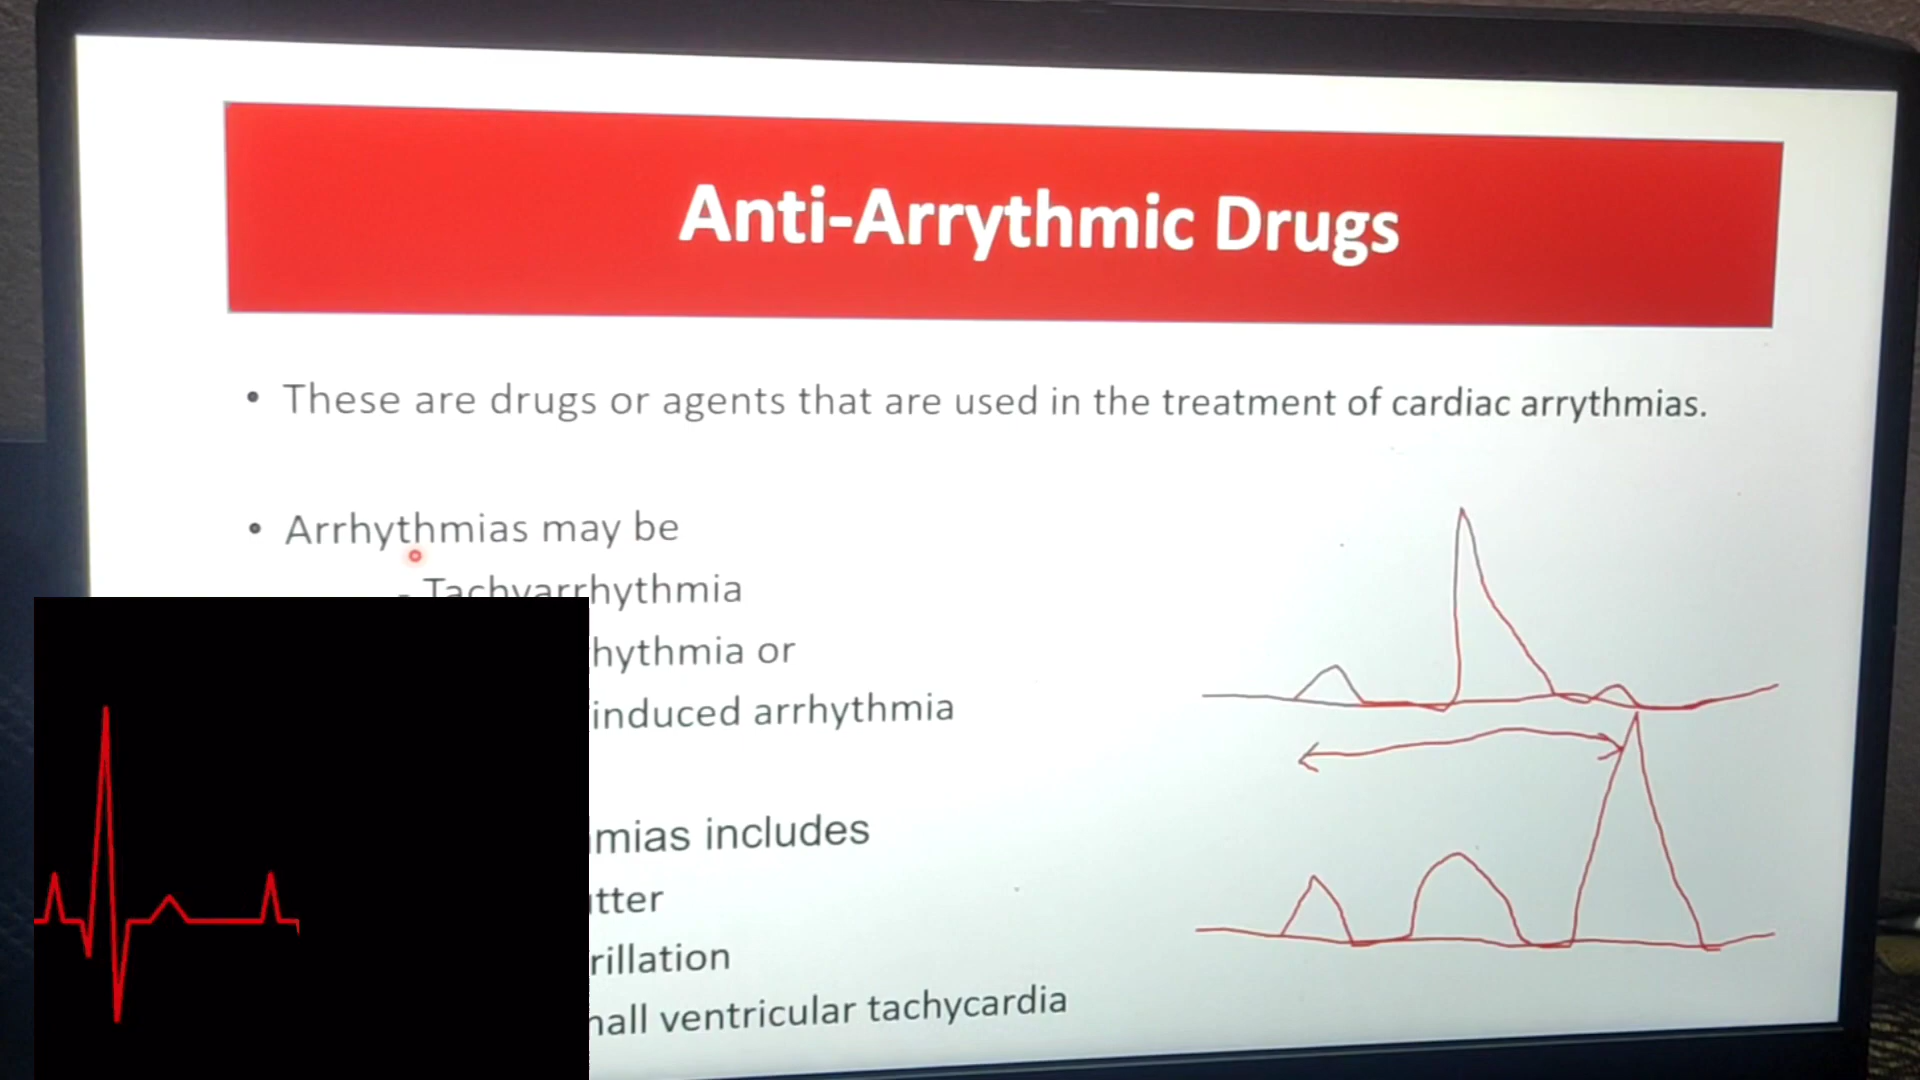 Anti-Arrythmic Drugs
• These are drugs or agents that are used in the treatment of cardiac arrythmias.
• Arrhythmias may be
- Tachyarrhythmia
hythmia or
induced arrhythmia
mias includes
tter
rillation
ventricular tachycardia